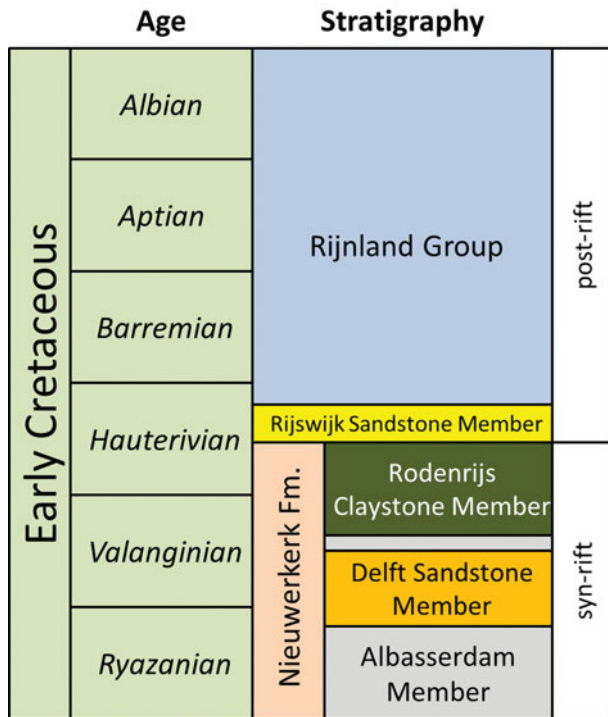 Age
Stratigraphy
Early Cretaceous
Albian
Aptian
Barremian
Hauterivian
Valanginian
Ryazanian
Rijnland Group
Rijswijk Sandstone Member
Nieuwerkerk Fm.
Rodenrijs
Claystone Member
Delft Sandstone
Member
Albasserdam
Member
post-rift
syn-rift